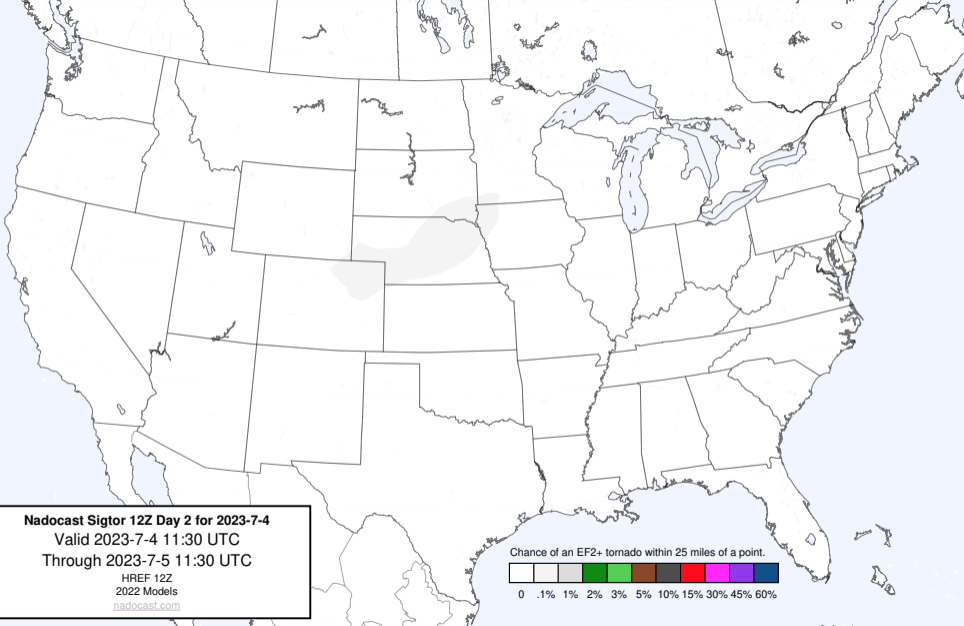 Nadocast Sigtor 12Z Day 2 for 2023-7-4
Valid 2023-7-4 11:30 UTC
Through 2023-7-5 11:30 UTC
HREF 12Z
2022 Models
nadocast.com
Chance of an EF2+ tornado within 25 miles of a point.
0 .1% 1% 2% 3% 5% 10% 15% 30% 45% 60%